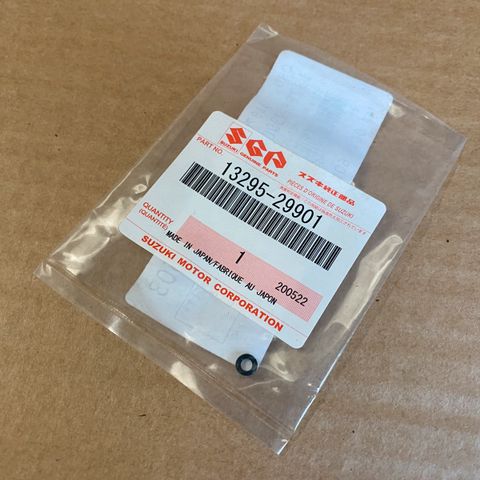 SGP
SUZUKI GENUINE PARTS
スズキ純正部品
PIÈCES D'ORIGINE DE SUZUKI
PART NO.
13295-29901
QUANTITY
(QUANTITÉ)
1
200522
MADE IN JAPAN/FABRIQUE AU JAPON
SUZUKI MOTOR CORPORATION
03